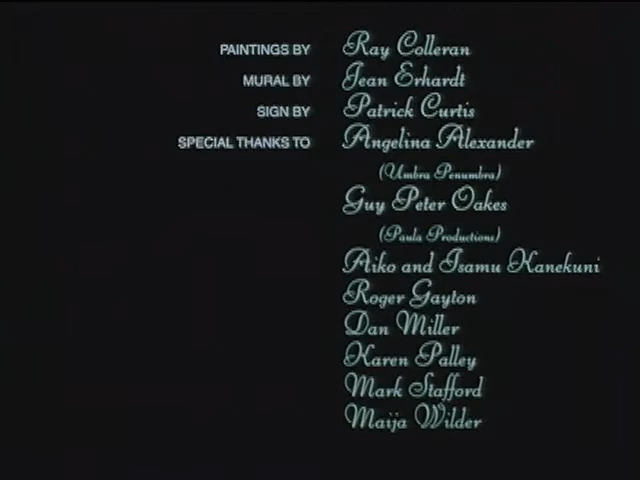 PAINTINGS BY Ray Colleran
MURAL BY Jean Erhardt
SIGN BY Patrick Curtis
SPECIAL THANKS TO Angelina Alexander
(Umbra Penumbra)
Guy Peter Oakes
(Paula Productions)
Aiko and Isamu Kanekuni
Roger Gayton
Dan Miller
Karen Palley
Mark Stafford
Maija Wilder